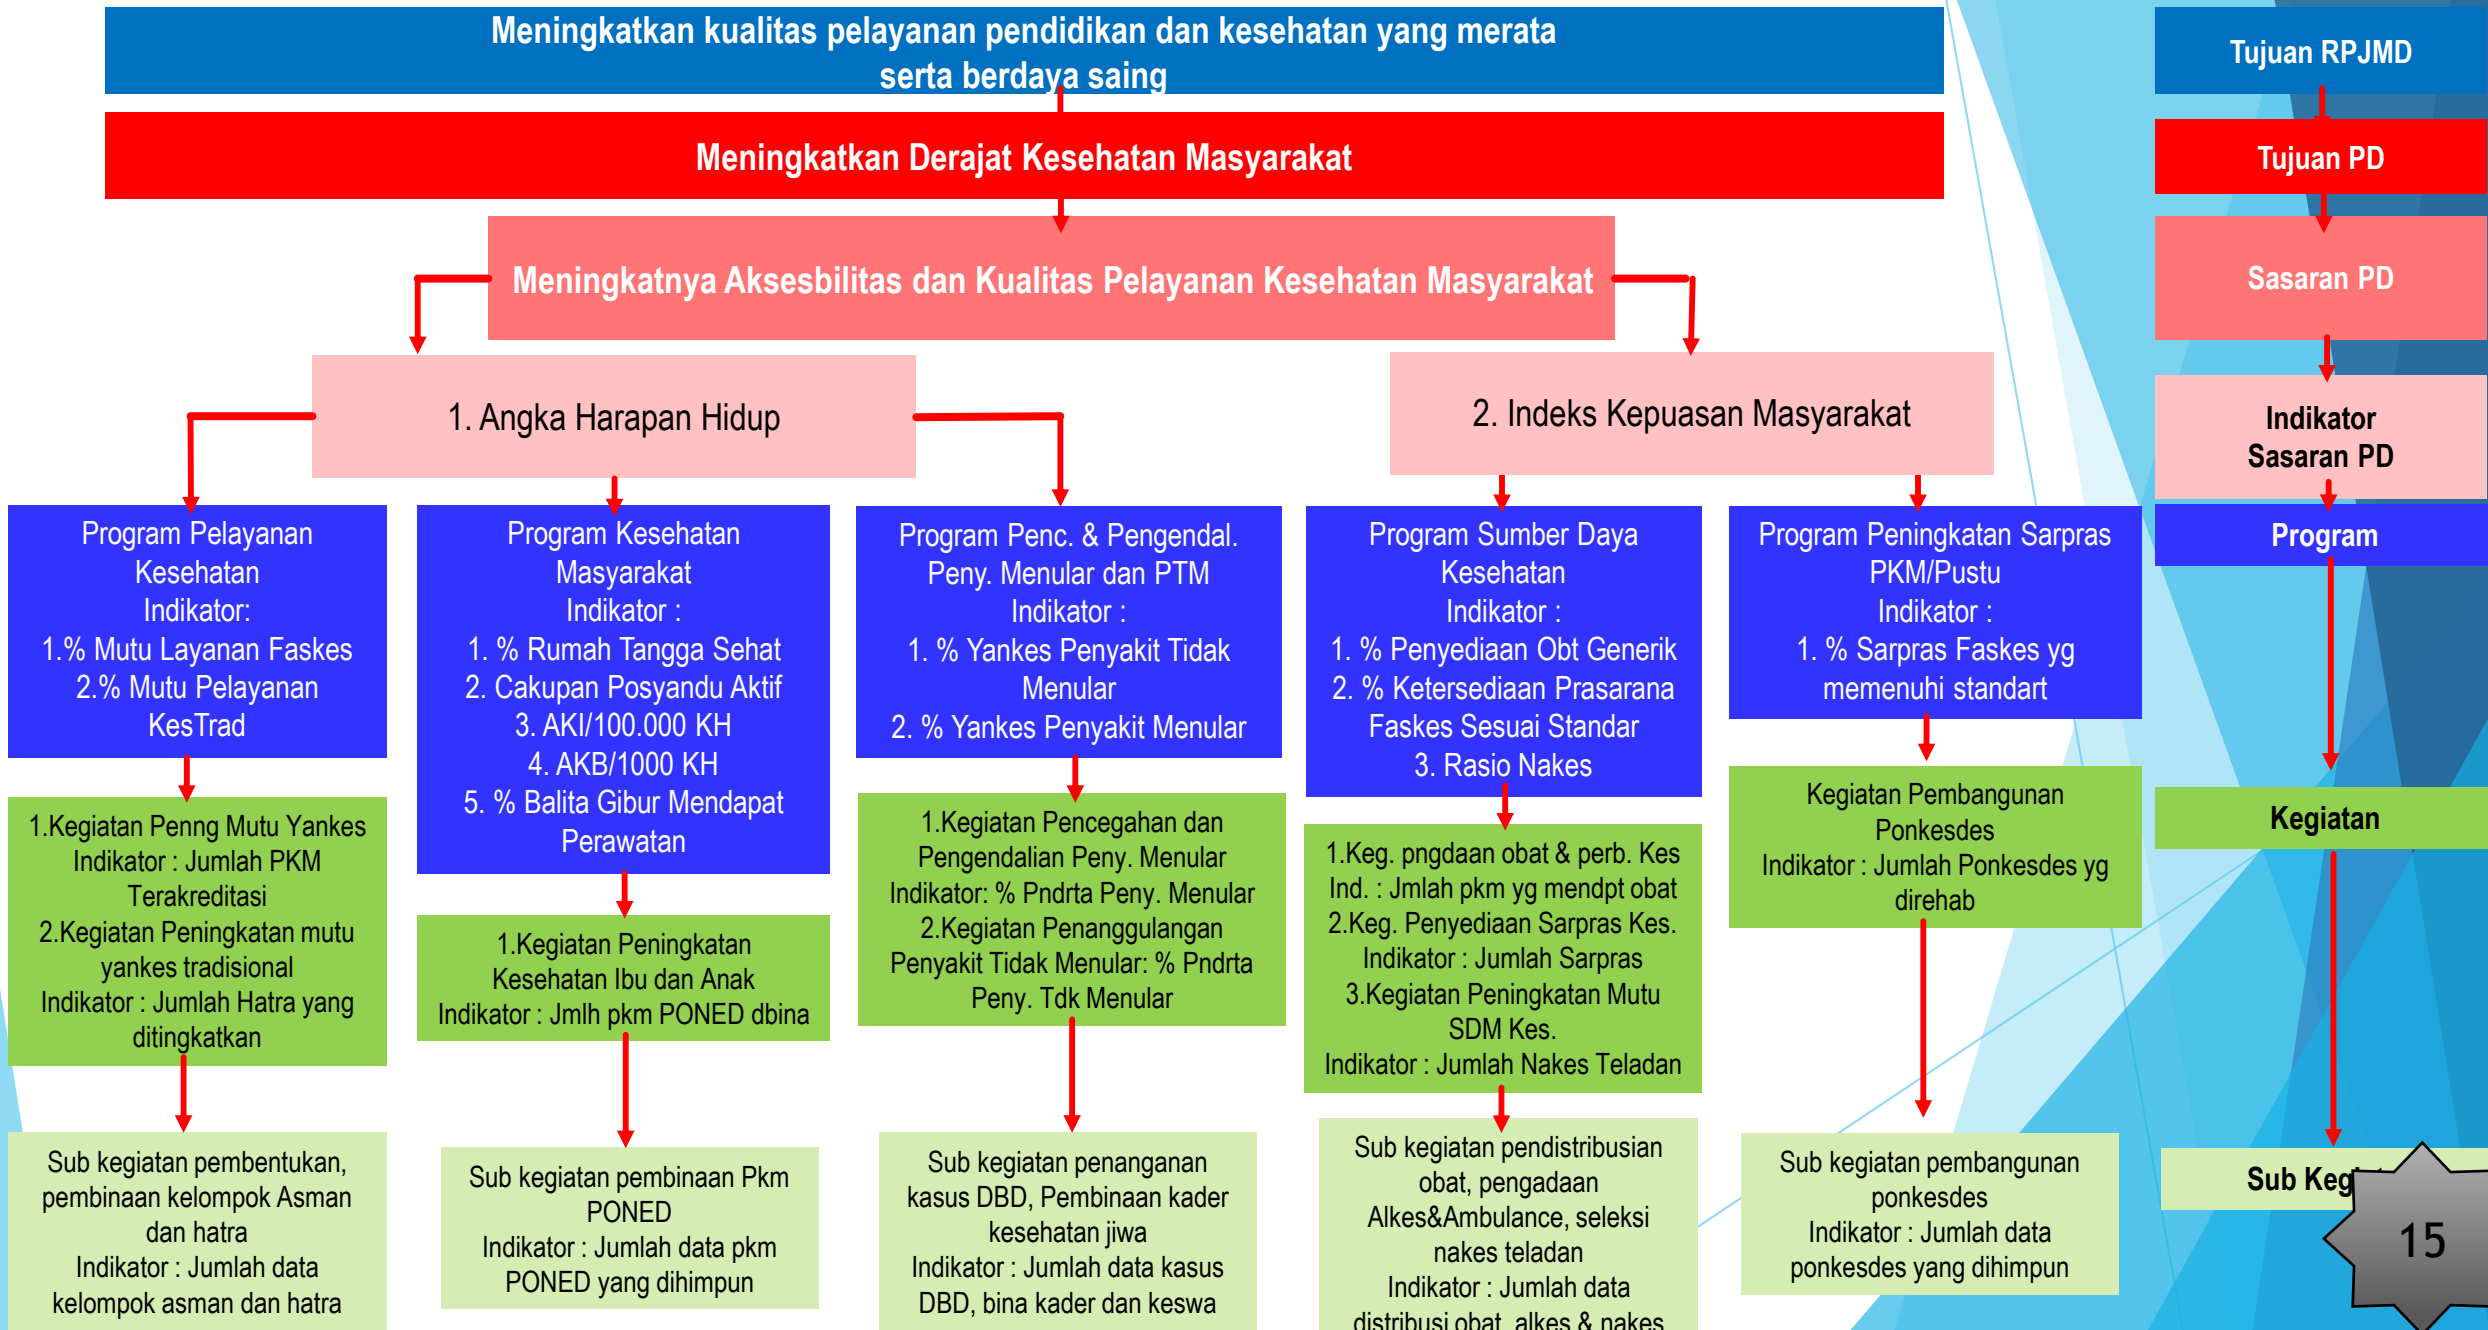 Meningkatkan kualitas pelayanan pendidikan dan kesehatan yang merata
serta berdaya saing
Tujuan RPJMD
Meningkatkan Derajat Kesehatan Masyarakat
Tujuan PD
Meningkatnya Aksesbilitas dan Kualitas Pelayanan Kesehatan Masyarakat
Sasaran PD
1. Angka Harapan Hidup
2. Indeks Kepuasan Masyarakat
Indikator
Sasaran PD
Program Pelayanan
Kesehatan
Indikator:
1.% Mutu Layanan Faskes
2.% Mutu Pelayanan
KesTrad
Program Kesehatan
Masyarakat
Indikator :
1. % Rumah Tangga Sehat
2. Cakupan Posyandu Aktif
3. AKI/100.000 KH
4. AKB/1000 KH
5. % Balita Gibur Mendapat
Perawatan
Program Penc. & Pengendal.
Peny. Menular dan PTM
Indikator :
1. % Yankes Penyakit Tidak
Menular
2. % Yankes Penyakit Menular
Program Sumber Daya
Kesehatan
Indikator :
1. % Penyediaan Obt Generik
2. % Ketersediaan Prasarana
Faskes Sesuai Standar
3. Rasio Nakes
Program Peningkatan Sarpras
PKM/Pustu
Indikator :
1. % Sarpras Faskes yg
memenuhi standart
Program
1.Kegiatan Penng Mutu Yankes
Indikator : Jumlah PKM
Terakreditasi
2.Kegiatan Peningkatan mutu
yankes tradisional
Indikator : Jumlah Hatra yang
ditingkatkan
1.Kegiatan Peningkatan
Kesehatan Ibu dan Anak
Indikator : Jmlh pkm PONED dbina
1.Kegiatan Pencegahan dan
Pengendalian Peny. Menular
Indikator: % Pndrta Peny. Menular
2.Kegiatan Penanggulangan
Penyakit Tidak Menular: % Pndrta
Peny. Tdk Menular
1.Keg. pngdaan obat & perb. Kes
Ind. : Jmlah pkm yg mendpt obat
2.Keg. Penyediaan Sarpras Kes.
Indikator : Jumlah Sarpras
3.Kegiatan Peningkatan Mutu
SDM Kes.
Indikator : Jumlah Nakes Teladan
Kegiatan Pembangunan
Ponkesdes
Indikator : Jumlah Ponkesdes yg
direhab
Kegiatan
Sub kegiatan pembentukan,
pembinaan kelompok Asman
dan hatra
Indikator : Jumlah data
kelompok asman dan hatra
Sub kegiatan pembinaan Pkm
PONED
Indikator : Jumlah data pkm
PONED yang dihimpun
Sub kegiatan penanganan
kasus DBD, Pembinaan kader
kesehatan jiwa
Indikator : Jumlah data kasus
DBD, bina kader dan keswa
Sub kegiatan pendistribusian
obat, pengadaan
Alkes&Ambulance, seleksi
nakes teladan
Indikator : Jumlah data
distribusi obat, alkes & nakes
Sub kegiatan pembangunan
ponkesdes
Indikator : Jumlah data
ponkesdes yang dihimpun
Sub Keg
15